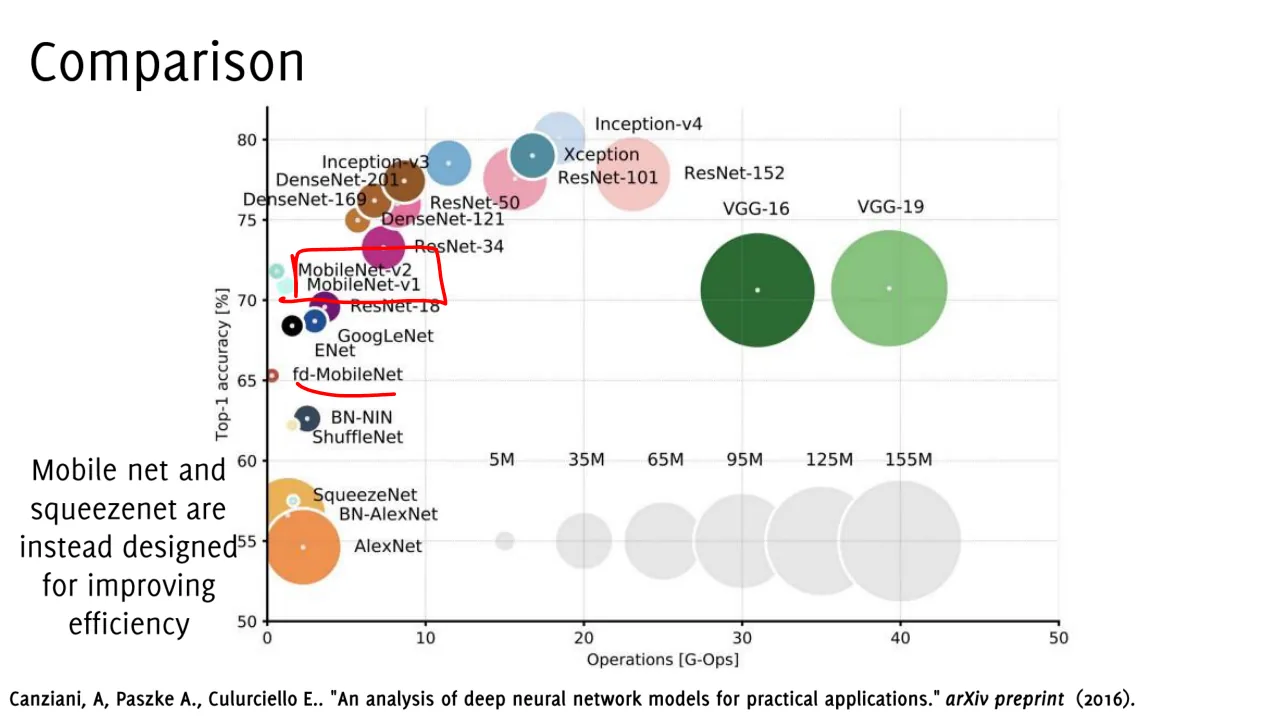 Comparison
80
Inception-v4
Inception-v3
Xception
DenseNet-201
ResNet-101
ResNet-152
DenseNet-169
ResNet-50
VGG-16
VGG-19
75
DenseNet-121
ResNet-34
MobileNet-v2
MobileNet-v1
70
ResNet-18
GoogLeNet
ENet
Top-1 accuracy [%]
65
fd-MobileNet
BN-NIN
ShuffleNet
60
5M 35M 65M 95M 125M 155M
SqueezeNet
BN-AlexNet
55
AlexNet
50
0 10 20 30 40 50
Operations [G-Ops]
Mobile net and
squeezenet are
instead designed
for improving
efficiency
Canziani, A, Paszke A., Culurciello E.. "An analysis of deep neural network models for practical applications." arXiv preprint (2016).